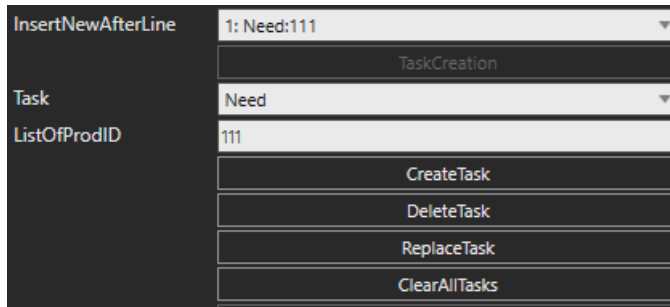 InsertNewAfterLine 1: Need:111
TaskCreation
Task Need
ListOfProdID 111
CreateTask
DeleteTask
ReplaceTask
ClearAllTasks